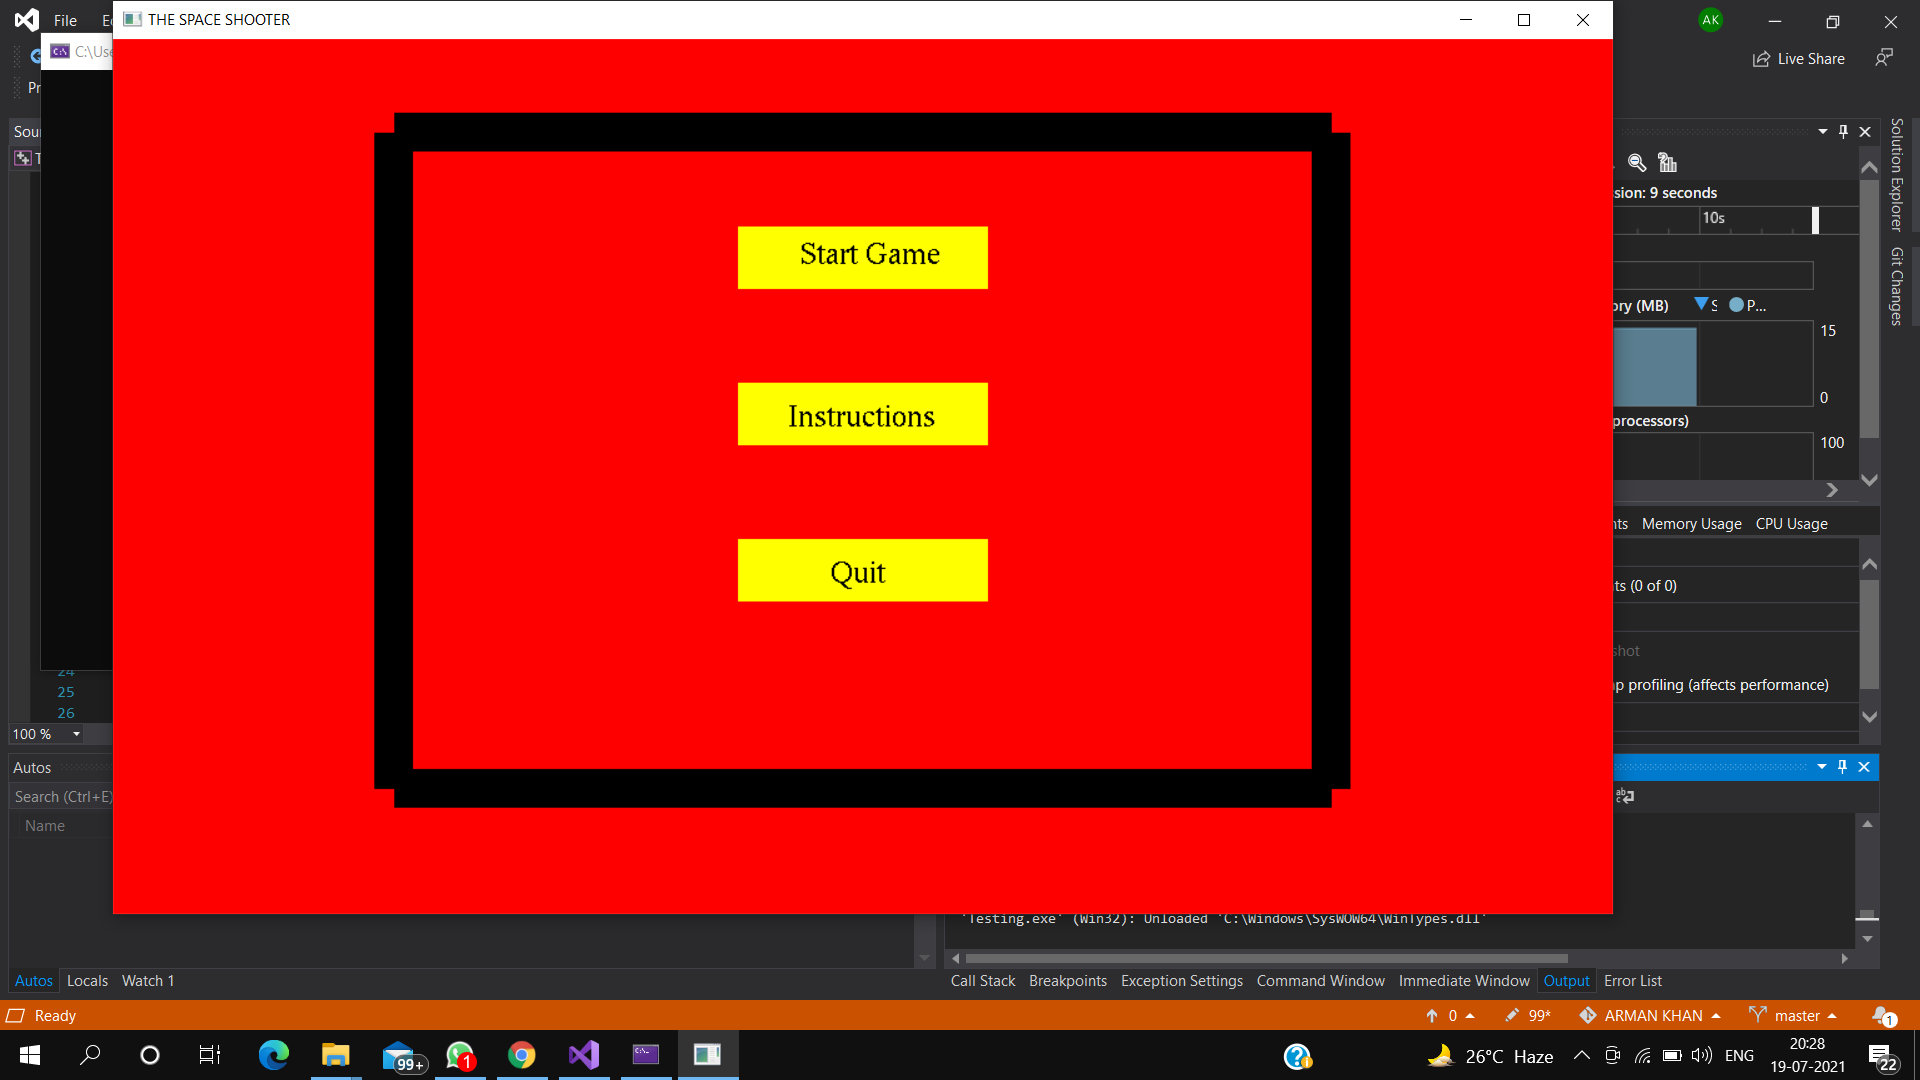 THE SPACE SHOOTER
File
AK
C:\Use
Live Share
Start Game
Instructions
Quit
Solution Explorer
Git Changes
sion: 9 seconds
10s
ory (MB)
S
P...
15
0
processors)
100
nts
Memory Usage
CPU Usage
ts (0 of 0)
shot
ap profiling (affects performance)
24
25
26
100 %
Autos
Search (Ctrl+E)
Name
'Testing.exe' (Win32): Unloaded 'C:\Windows\SysWOW64\WinTypes.dll'
Autos Locals Watch 1
Call Stack Breakpoints Exception Settings Command Window Immediate Window Output Error List
Ready
0
99*
ARMAN KHAN
master
1
99+
1
26°C Haze
ENG
20:28
19-07-2021
22